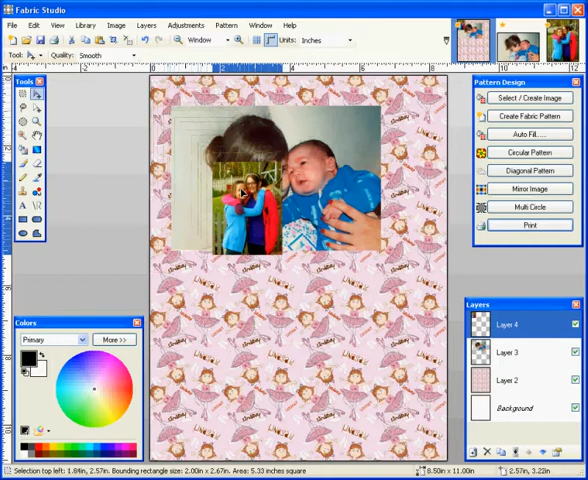 Fabric Studio
File Edit View Library Image Layers Adjustments Pattern Window Help
Window Units: Inches
Tool: Quality: Smooth
Tools
Pattern Design
Select / Create Image
Create Fabric Pattern
Auto Fill.....
Circular Pattern
Diagonal Pattern
Mirror Image
Multi Circle
Print
Layers
Layer 4
Layer 3
Layer 2
Background
Colors
Primary More >>
Selection top left: 1.84in, 2.57in. Bounding rectangle size: 2.00in x 2.67in. Area: 5.33 inches square 8.50in x 11.00in 2.57in, 3.22in